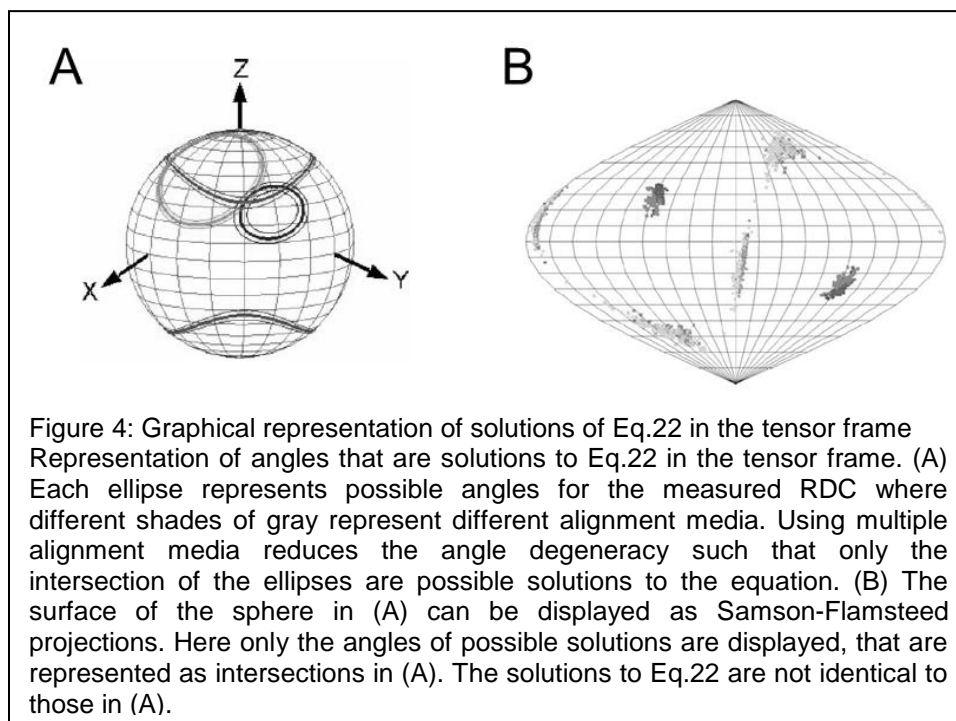 A
B
Z
X
Y
Figure 4: Graphical representation of solutions of Eq.22 in the tensor frame
Representation of angles that are solutions to Eq.22 in the tensor frame. (A)
Each ellipse represents possible angles for the measured RDC where
different shades of gray represent different alignment media. Using multiple
alignment media reduces the angle degeneracy such that only the
intersection of the ellipses are possible solutions to the equation. (B) The
surface of the sphere in (A) can be displayed as Samson-Flamsteed
projections. Here only the angles of possible solutions are displayed, that are
represented as intersections in (A). The solutions to Eq.22 are not identical to
those in (A).